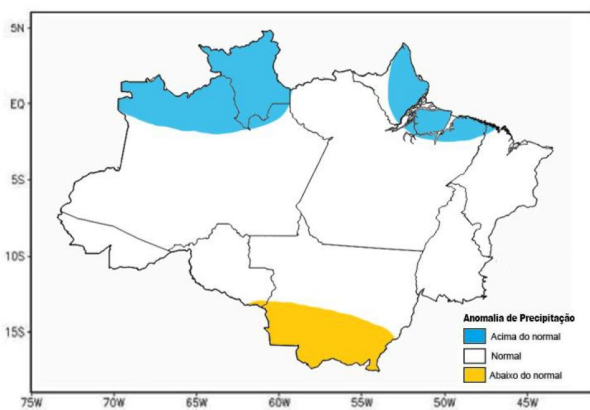 5N
EQ
5S
10S
15S
75W
70W
65W
60W
55W
50W
45W
Anomalia de Precipitação
Acima do normal
Normal
Abaixo do normal